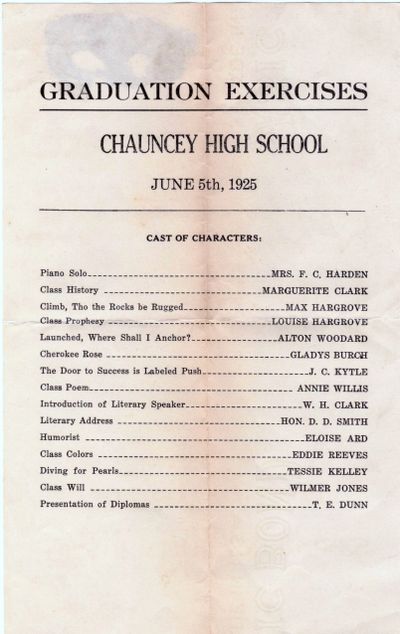 GRADUATION EXERCISES
CHAUNCEY HIGH SCHOOL
JUNE 5th, 1925
CAST OF CHARACTERS:
Piano Solo MRS. F. C. HARDEN
Class History MARGUERITE CLARK
Climb, Tho the Rocks be Rugged MAX HARGROVE
Class Prophesy LOUISE HARGROVE
Launched, Where Shall I Anchor? ALTON WOODARD
Cherokee Rose GLADYS BURCH
The Door to Success is Labeled Push J. C. KYTLE
Class Poem ANNIE WILLIS
Introduction of Literary Speaker W. H. CLARK
Literary Address HON. D. D. SMITH
Humorist ELOISE ARD
Class Colors EDDIE REEVES
Diving for Pearls TESSIE KELLEY
Class Will WILMER JONES
Presentation of Diplomas T. E. DUNN